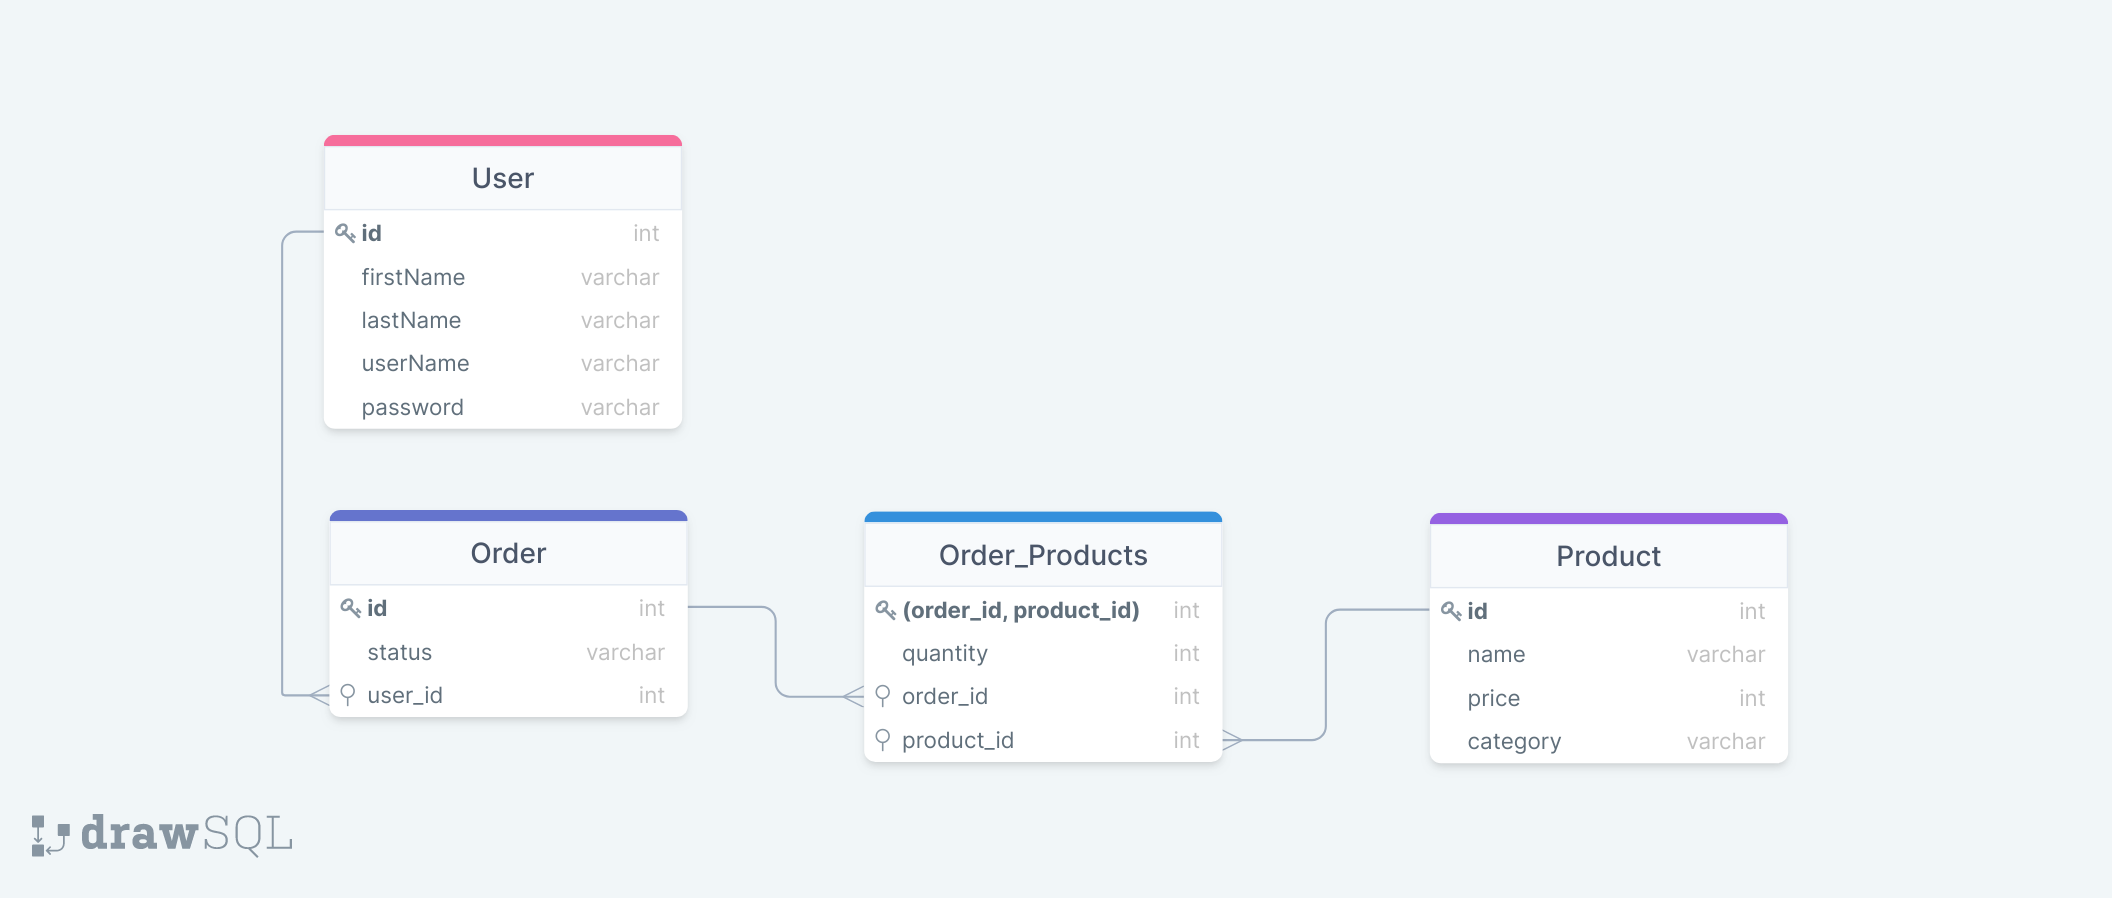 User
id int
firstName varchar
lastName varchar
userName varchar
password varchar
Order
id int
status varchar
user_id int
Order_Products
(order_id, product_id) int
quantity int
order_id int
product_id int
Product
id int
name varchar
price int
category varchar
drawSQL